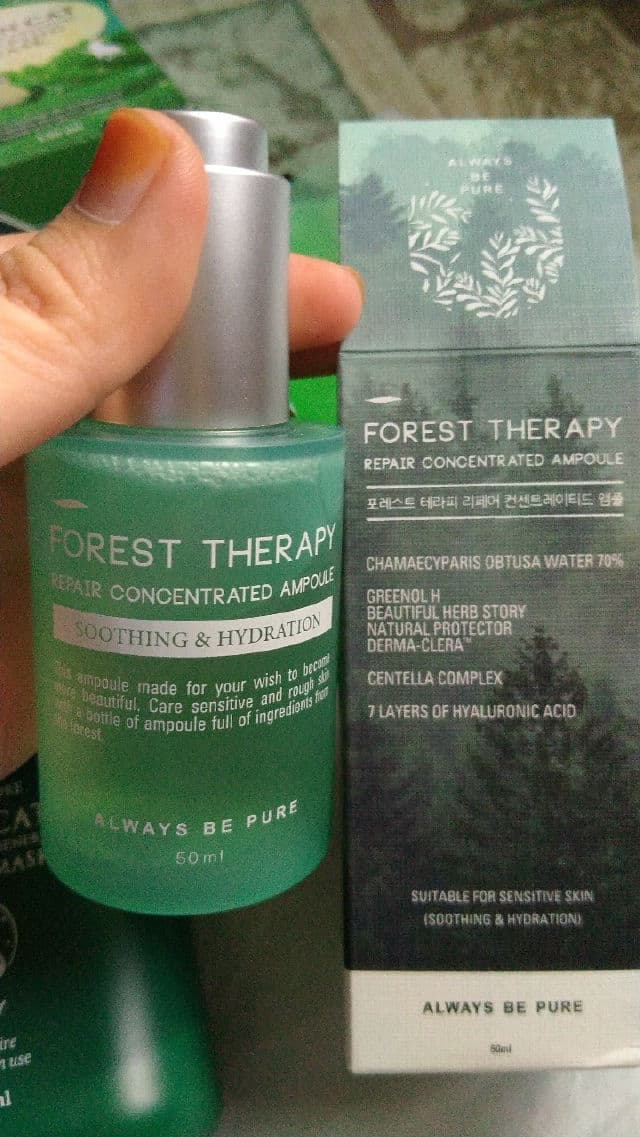 FOREST THERAPY
REPAIR CONCENTRATED AMPOULE
SOOTHING & HYDRATION
ampoule made for your wish to become
more beautiful. Care sensitive and rough skin
with a bottle of ampoule full of ingredients from
the forest.
ALWAYS BE PURE
50ml
ALWAYS
BE
PURE
FOREST THERAPY
REPAIR CONCENTRATED AMPOULE
포레스트 테라피 리페어 컨센트레이티드 앰플
CHAMAECYPARIS OBTUSA WATER 70%
GREENOL H
BEAUTIFUL HERB STORY
NATURAL PROTECTOR
DERMA-CLERA™
CENTELLA COMPLEX
7 LAYERS OF HYALURONIC ACID
SUITABLE FOR SENSITIVE SKIN
(SOOTHING & HYDRATION)
ALWAYS BE PURE
50ml